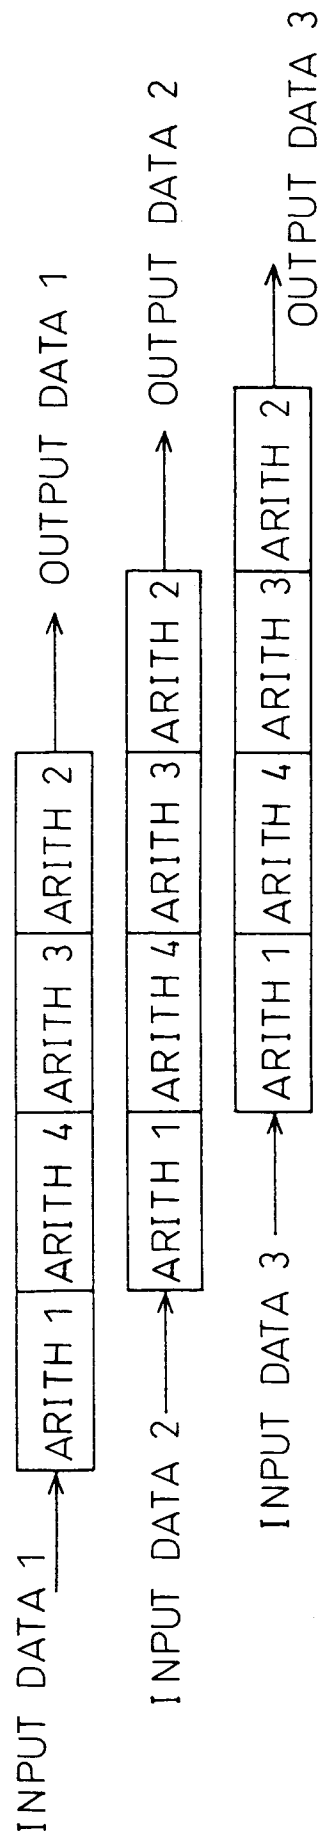 INPUT DATA 1 ARITH 1 ARITH 4 ARITH 3 ARITH 2 OUTPUT DATA 1
INPUT DATA 2 ARITH 1 ARITH 4 ARITH 3 ARITH 2 OUTPUT DATA 2
INPUT DATA 3 ARITH 1 ARITH 4 ARITH 3 ARITH 2 OUTPUT DATA 3